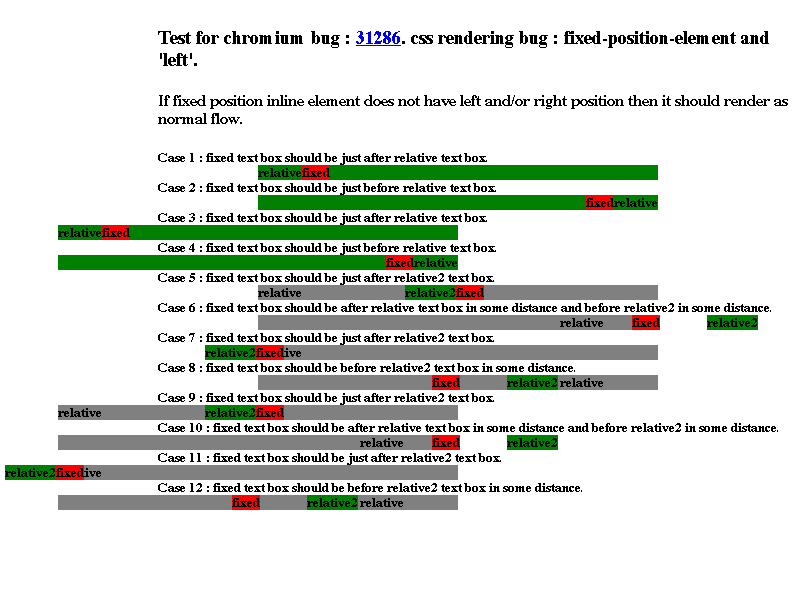 Test for chromium bug : 31286. css rendering bug : fixed-position-element and
'left'.
If fixed position inline element does not have left and/or right position then it should render as
normal flow.
Case 1 : fixed text box should be just after relative text box.
relativefixed
Case 2 : fixed text box should be just before relative text box.
fixedrelative
Case 3 : fixed text box should be just after relative text box.
relativefixed
Case 4 : fixed text box should be just before relative text box.
fixedrelative
Case 5 : fixed text box should be just after relative2 text box.
relative relative2fixed
Case 6 : fixed text box should be after relative text box in some distance and before relative2 in some distance.
relative fixed relative2
Case 7 : fixed text box should be just after relative2 text box.
relative2fixedive
Case 8 : fixed text box should be before relative2 text box in some distance.
fixed relative2 relative
Case 9 : fixed text box should be just after relative2 text box.
relative relative2fixed
Case 10 : fixed text box should be after relative text box in some distance and before relative2 in some distance.
relative fixed relative2
Case 11 : fixed text box should be just after relative2 text box.
relative2fixedive
Case 12 : fixed text box should be before relative2 text box in some distance.
fixed relative2 relative